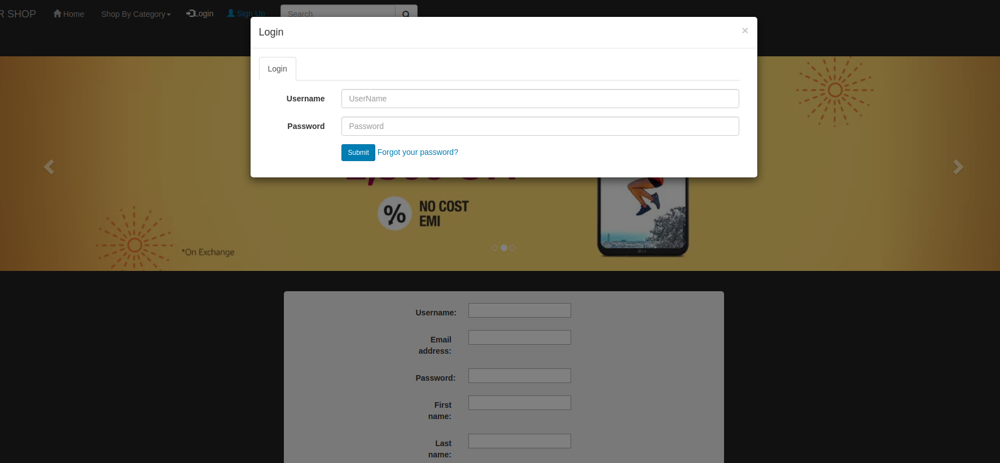 R SHOP
Home
Shop By Category
Login
Sign Up
Search
Login
×
Login
Username
UserName
Password
Password
Submit
Forgot your password?
%
NO COST
EMI
*On Exchange
LG
Username:
Email
address:
Password:
First
name:
Last
name: